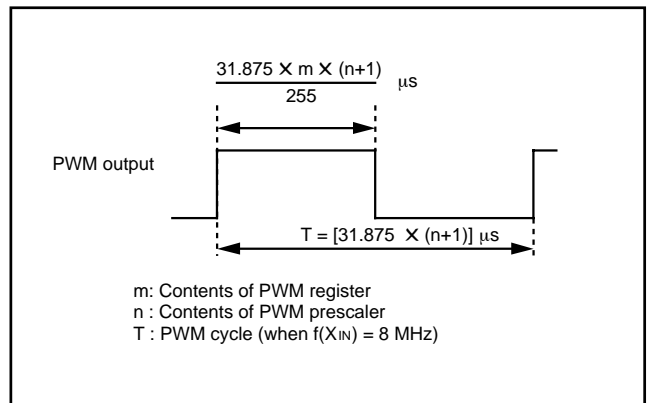 31.875 × m × (n+1)
255
μs
PWM output
T = [31.875 × (n+1)] μs
m: Contents of PWM register
n : Contents of PWM prescaler
T : PWM cycle (when f(XIN) = 8 MHz)